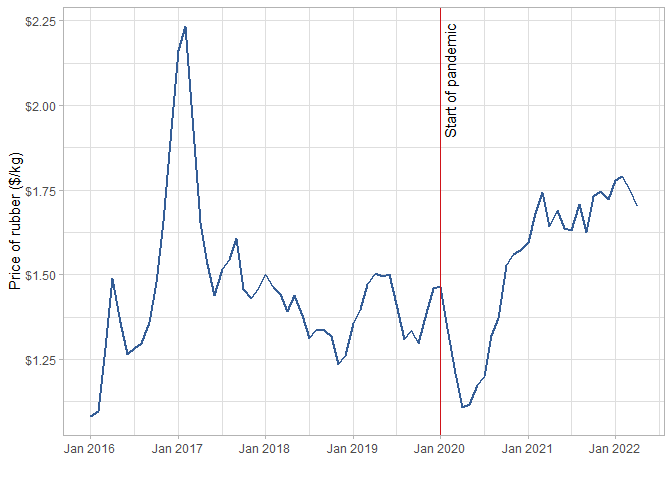 $2.25
$2.00
$1.75
$1.50
$1.25
Price of rubber ($/kg)
Start of pandemic
Jan 2016 Jan 2017 Jan 2018 Jan 2019 Jan 2020 Jan 2021 Jan 2022